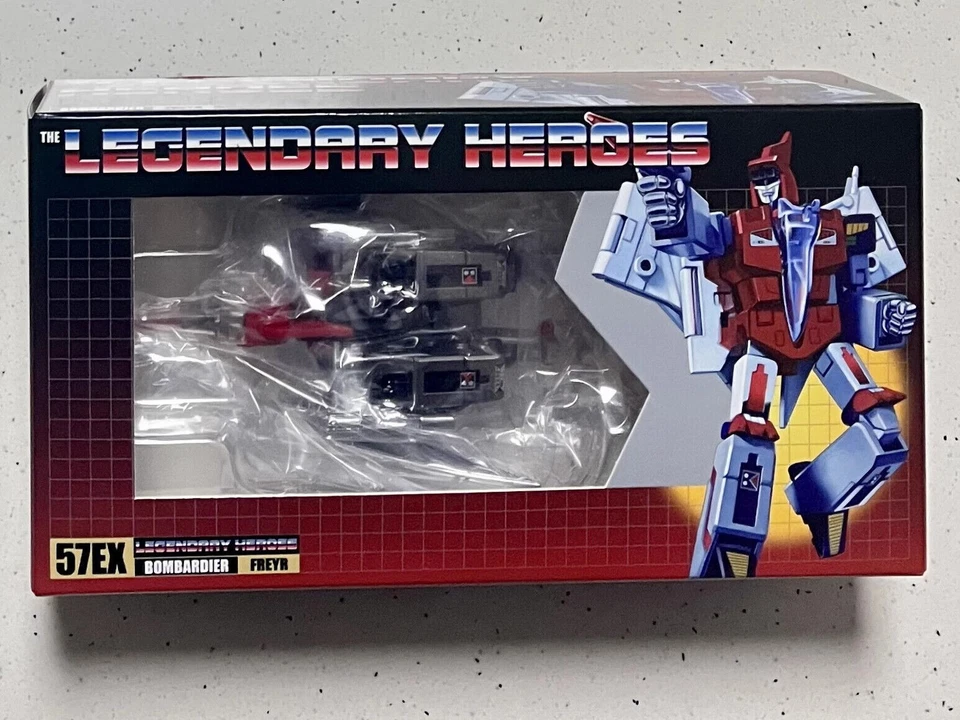 THE LEGENDARY HEROES
57EX
LEGENDARY HEROES
BOMBARDIER FREYR